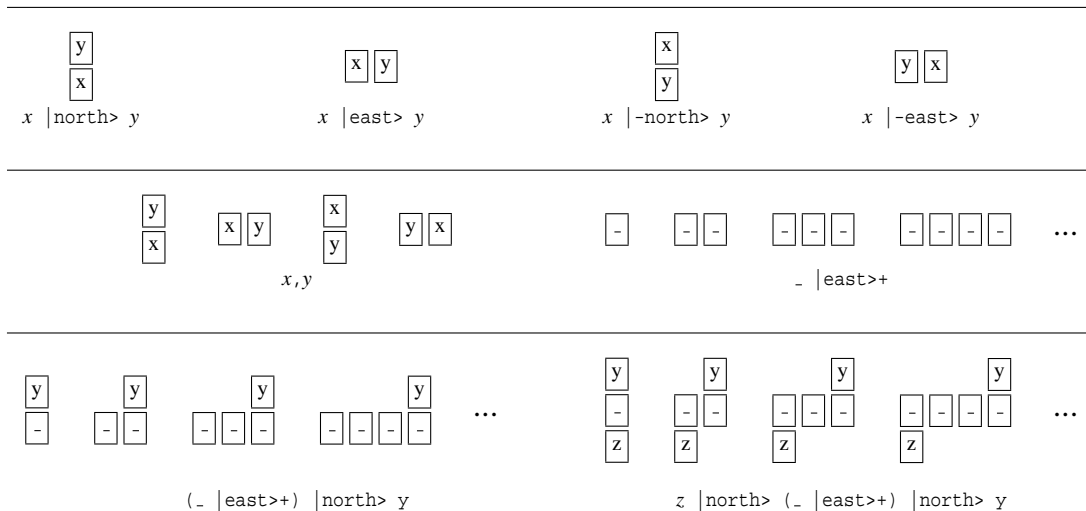 y
x
x y
x
y
y x
x |north> y
x |east> y
x |-north> y
x |-east> y
y
x
x y
x
y
y x
_
_ _
_ _ _
_ _ _ _
...
x,y
_ |east>+
y
_
y
_ _
y
_ _ _
y
_ _ _ _
...
y
_
z
y
_ _
z
y
_ _ _
z
y
_ _ _ _
z
...
(_ |east>+) |north> y
z |north> (_ |east>+) |north> y